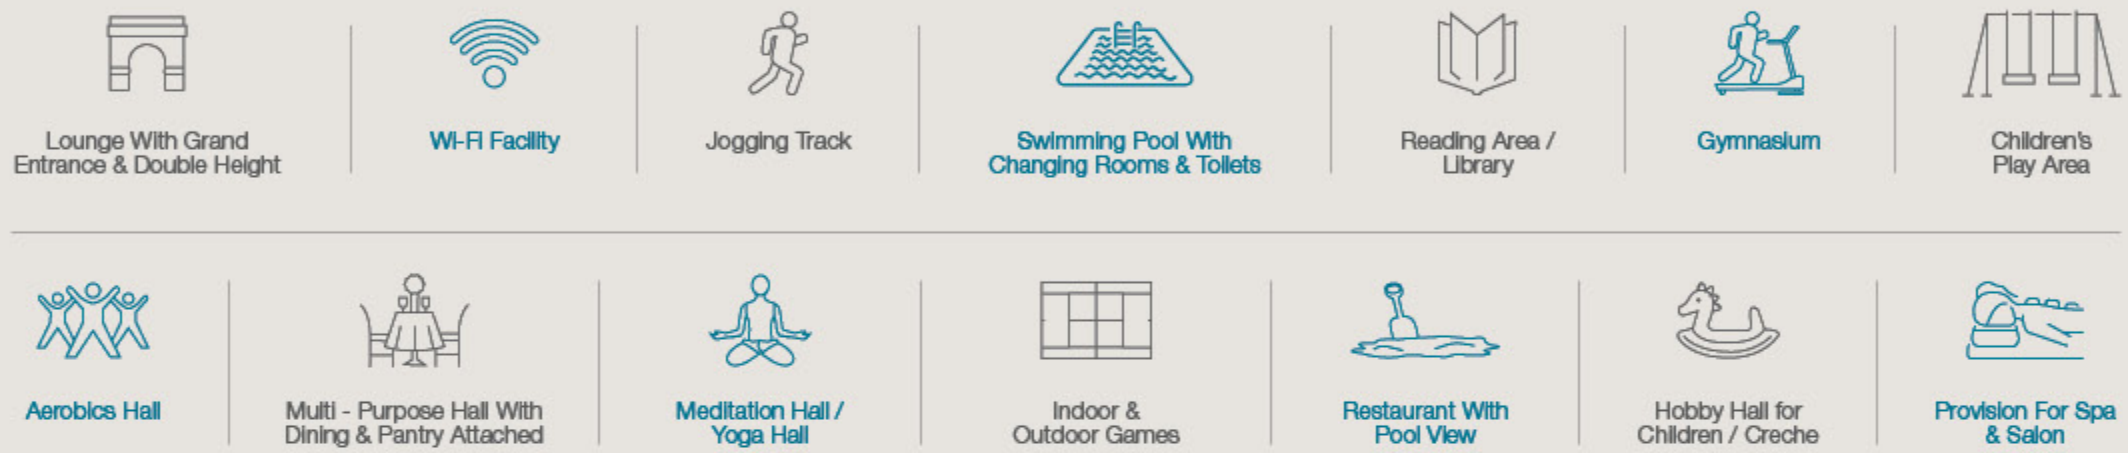 Lounge With Grand
Entrance & Double Height
Wi-Fi Facility
Jogging Track
Swimming Pool With
Changing Rooms & Toilets
Reading Area /
Library
Gymnasium
Children's
Play Area
Aerobics Hall
Multi - Purpose Hall With
Dining & Pantry Attached
Meditation Hall /
Yoga Hall
Indoor &
Outdoor Games
Restaurant With
Pool View
Hobby Hall for
Children / Creche
Provision For Spa
& Salon